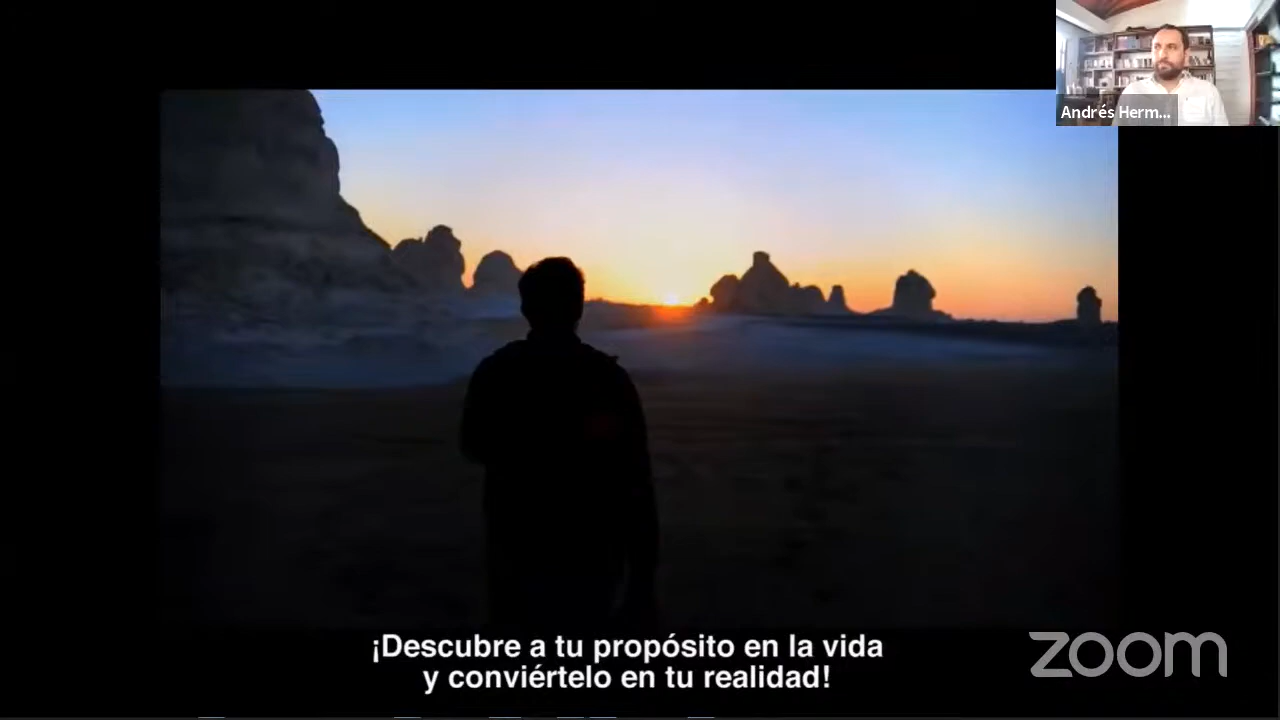 Andrés Herm...
¡Descubre a tu propósito en la vida
y conviértelo en tu realidad!
zoom